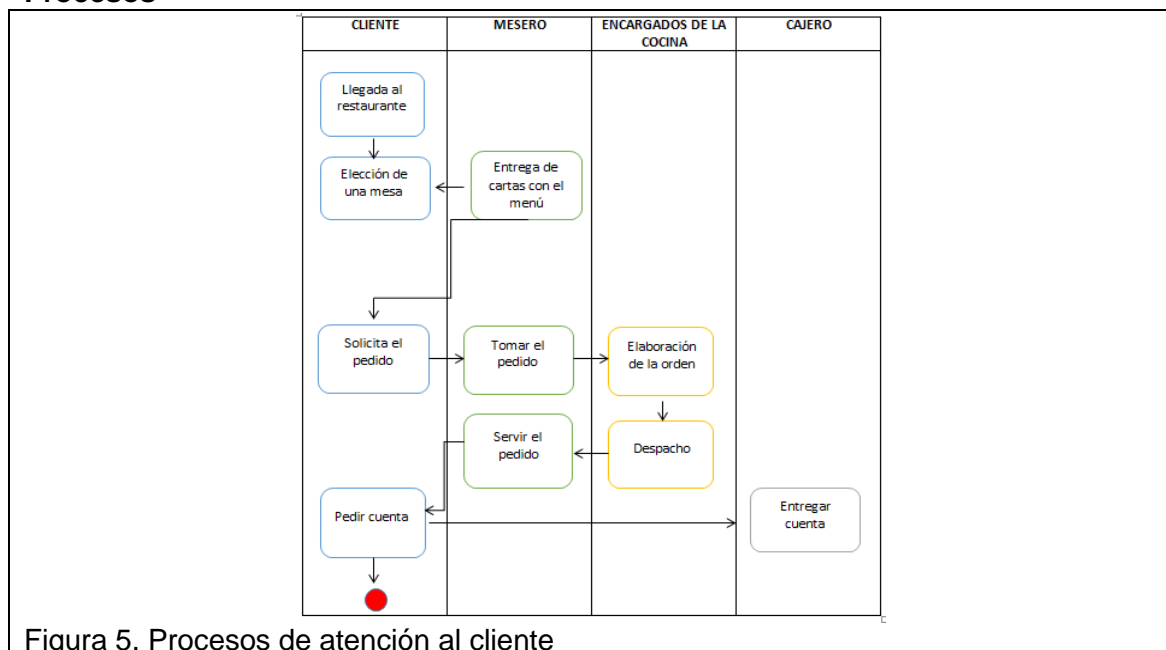 Procesos
CLIENTE
MESERO
ENCARGADOS DE LA
COCINA
CAJERO
Llegada al
restaurante
Elección de
una mesa
Entrega de
cartas con el
menú
Solicita el
pedido
Tomar el
pedido
Elaboración
de la orden
Servir el
pedido
Despacho
Pedir cuenta
Entregar
cuenta
Figura 5. Procesos de atención al cliente